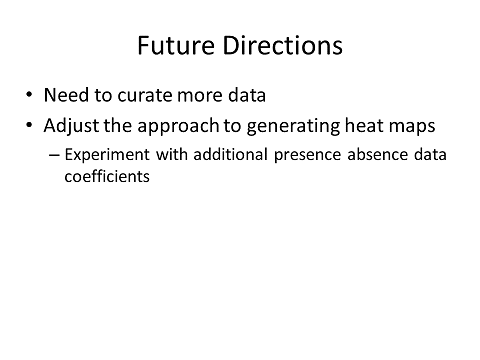 Future Directions
• Need to curate more data
• Adjust the approach to generating heat maps
– Experiment with additional presence absence data
coefficients